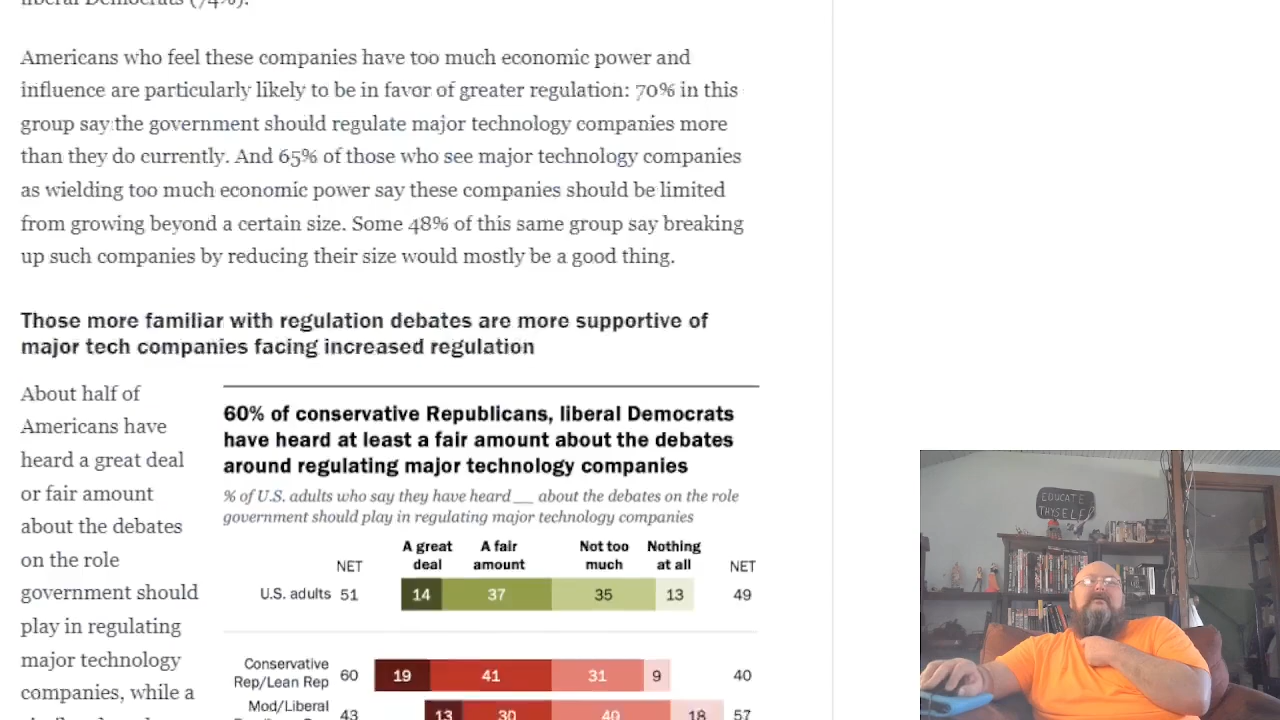 liberal Democrats (74%).
Americans who feel these companies have too much economic power and
influence are particularly likely to be in favor of greater regulation: 70% in this
group say the government should regulate major technology companies more
than they do currently. And 65% of those who see major technology companies
as wielding too much economic power say these companies should be limited
from growing beyond a certain size. Some 48% of this same group say breaking
up such companies by reducing their size would mostly be a good thing.
Those more familiar with regulation debates are more supportive of
major tech companies facing increased regulation
About half of
Americans have
heard a great deal
or fair amount
about the debates
on the role
government should
play in regulating
major technology
companies, while a
60% of conservative Republicans, liberal Democrats
have heard at least a fair amount about the debates
around regulating major technology companies
% of U.S. adults who say they have heard __ about the debates on the role
government should play in regulating major technology companies
NET A great deal A fair amount Not too much Nothing at all NET
U.S. adults 51 14 37 35 13 49
Conservative
Rep/Lean Rep 60 19 41 31 9 40
Mod/Liberal
43 13 30 40 18 57
EDUCATE
THYSELF